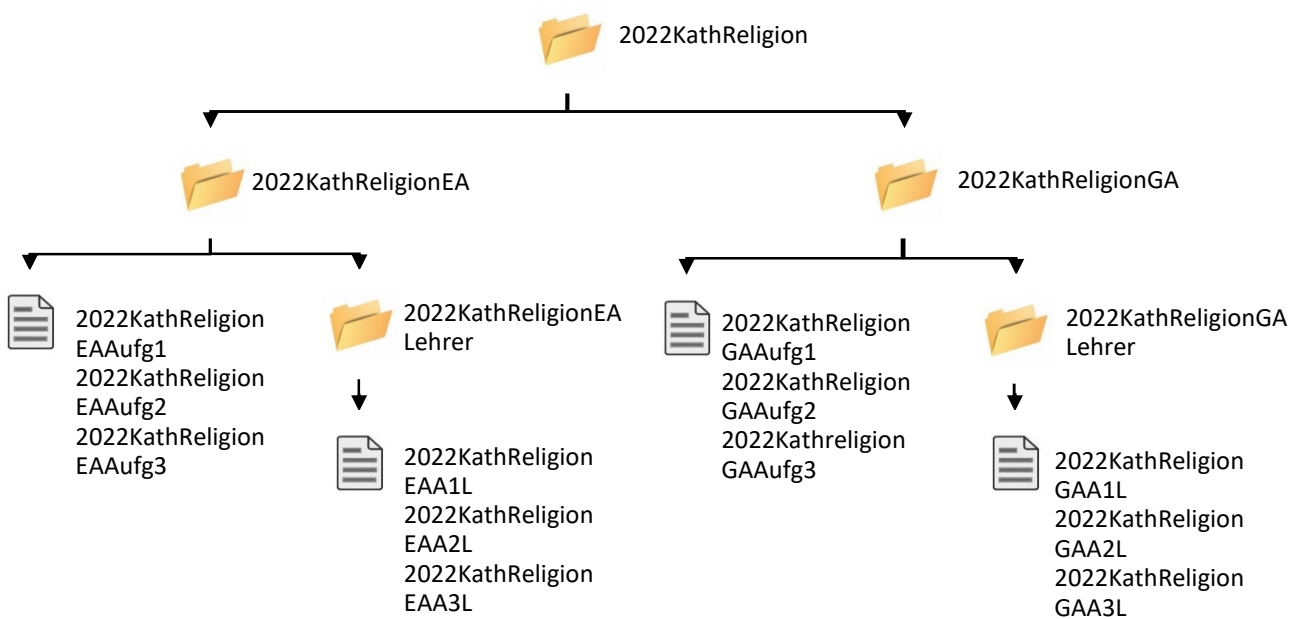 2022KathReligion
2022KathReligionEA
2022KathReligionGA
2022KathReligion
EAAufg1
2022KathReligion
EAAufg2
2022KathReligion
EAAufg3
2022KathReligionEA
Lehrer
2022KathReligion
EAA1L
2022KathReligion
EAA2L
2022KathReligion
EAA3L
2022KathReligion
GAAufg1
2022KathReligion
GAAufg2
2022Kathreligion
GAAufg3
2022KathReligionGA
Lehrer
2022KathReligion
GAA1L
2022KathReligion
GAA2L
2022KathReligion
GAA3L